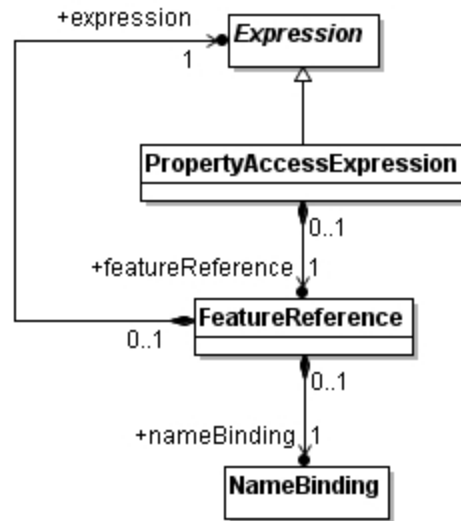 +expression
Expression
1
PropertyAccessExpression
0..1
+featureReference
1
FeatureReference
0..1
0..1
+nameBinding
1
NameBinding